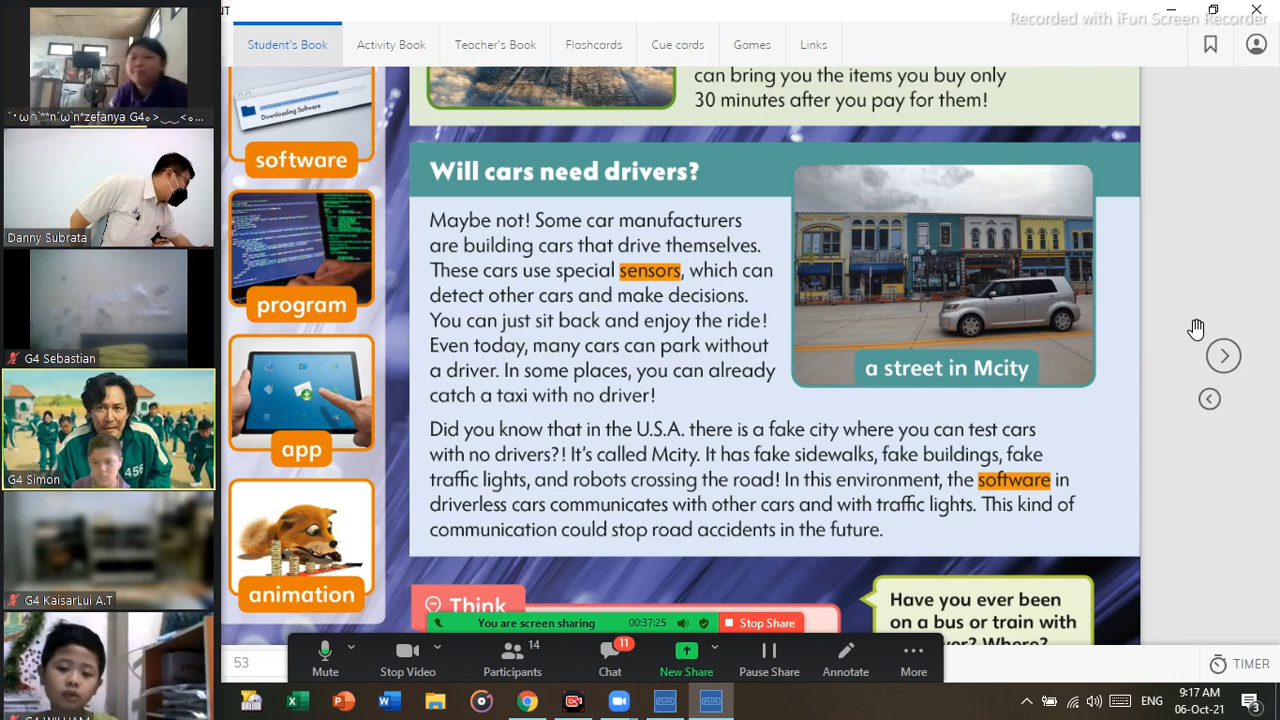 NT
Recorded with iFun Screen Recorder
Student's Book
Activity Book
Teacher's Book
Flashcards
Cue cards
Games
Links
can bring you the items you buy only
30 minutes after you pay for them!
Downloading Software
software
program
app
animation
Will cars need drivers?
Maybe not! Some car manufacturers
are building cars that drive themselves.
These cars use special sensors, which can
detect other cars and make decisions.
You can just sit back and enjoy the ride!
Even today, many cars can park without
a driver. In some places, you can already
catch a taxi with no driver!
a street in Mcity
Did you know that in the U.S.A. there is a fake city where you can test cars
with no drivers?! It's called Mcity. It has fake sidewalks, fake buildings, fake
traffic lights, and robots crossing the road! In this environment, the software in
driverless cars communicates with other cars and with traffic lights. This kind of
communication could stop road accidents in the future.
Think
Have you ever been
on a bus or train with
Where?
zefanya G4
Danny Subrata
G4 Sebastian
456
G4 Simon
G4 KaisarLui A.T
G4 WILLIAM
You are screen sharing
00:37:25
Stop Share
Mute
Stop Video
14
Participants
11
Chat
New Share
Pause Share
Annotate
More
53
TIMER
ENG
9:17 AM
06-Oct-21
3